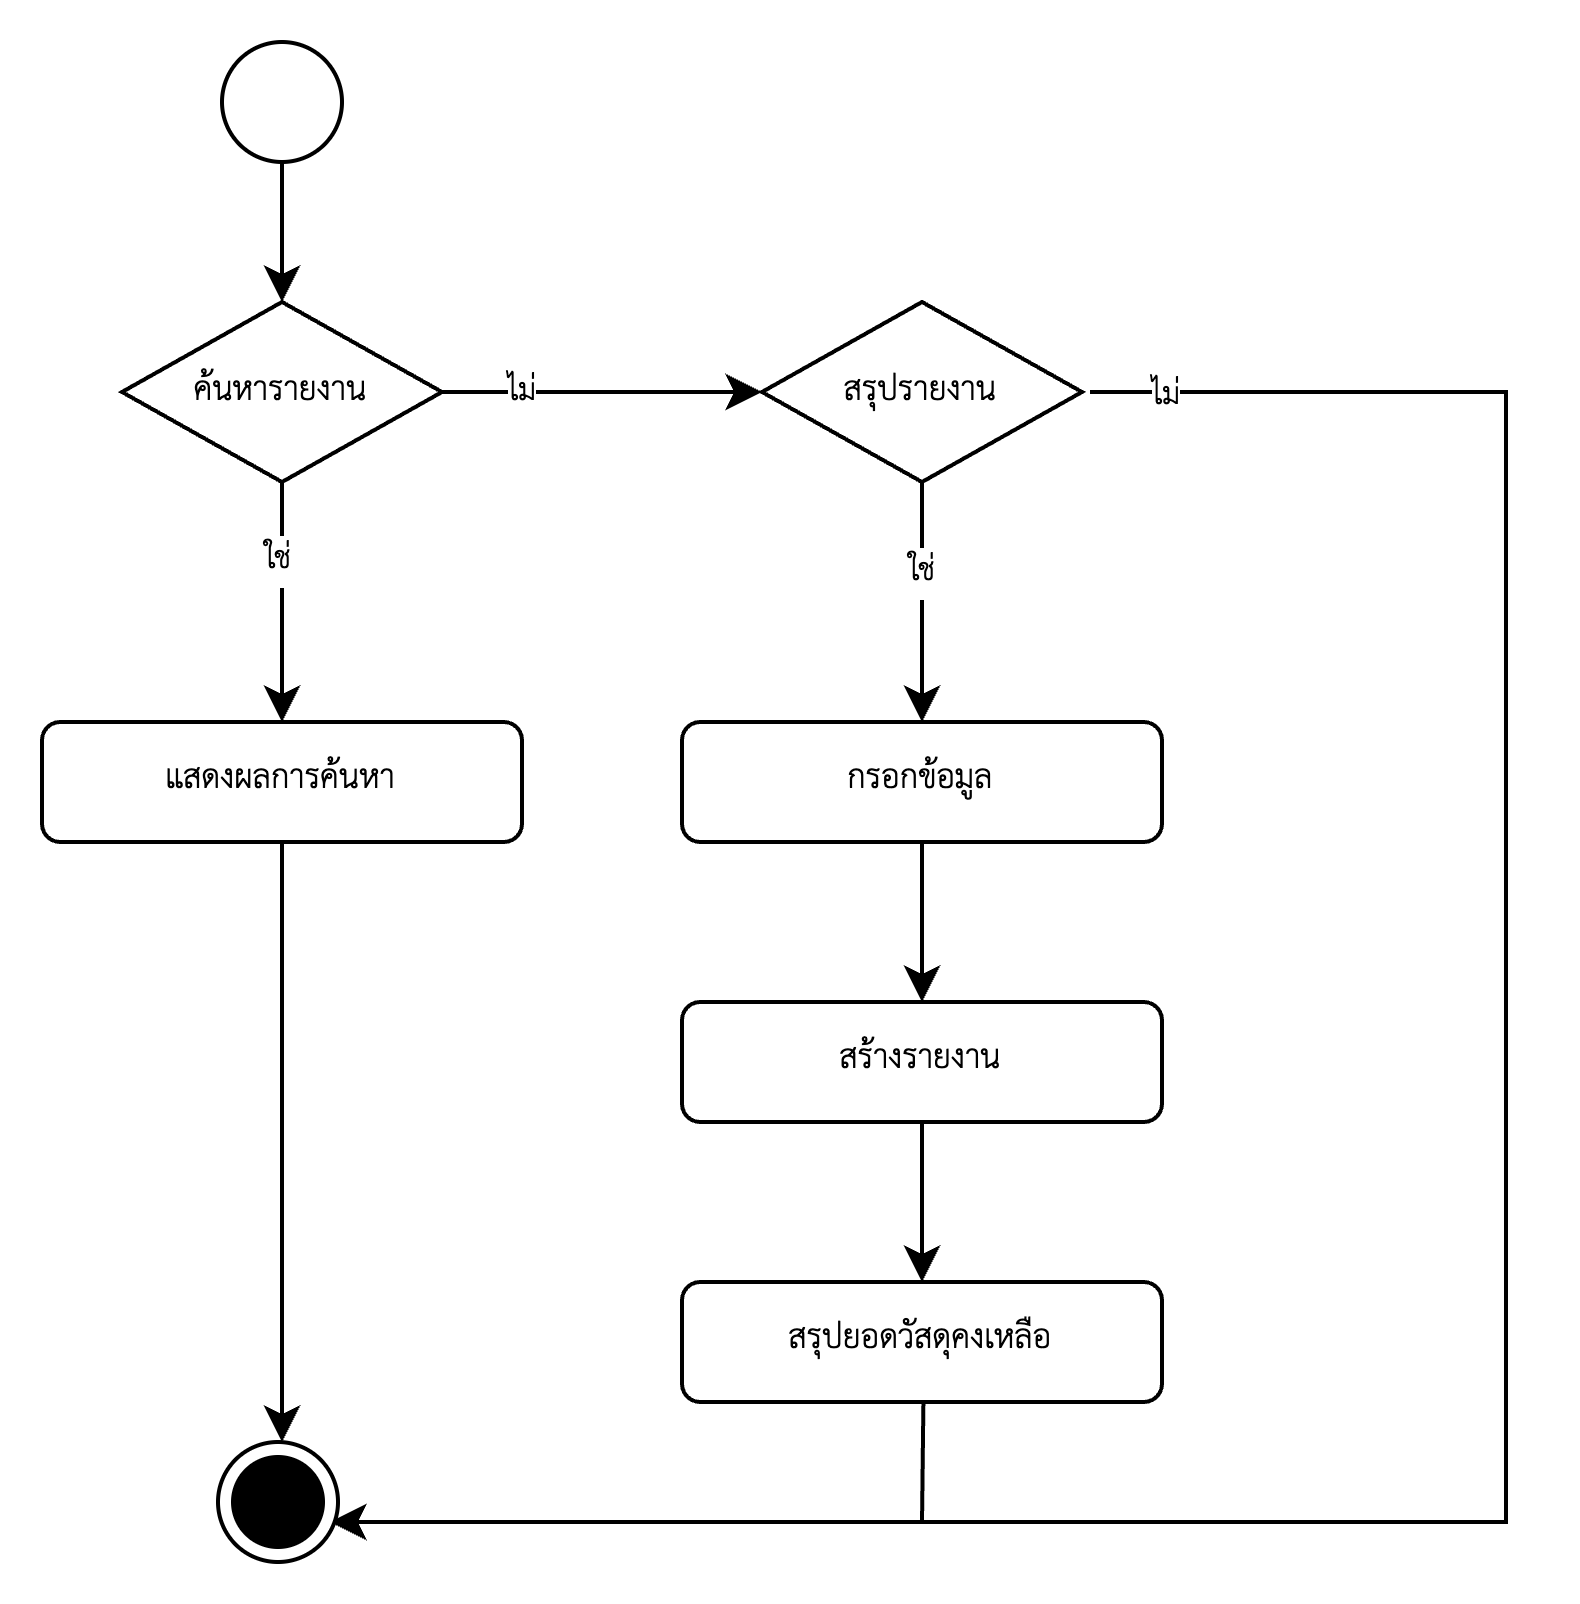 ค้นหารายงาน
ไม่
สรุปรายงาน
ไม่
ใช่
ใช่
แสดงผลการค้นหา
กรอกข้อมูล
สร้างรายงาน
สรุปยอดวัสดุคงเหลือ